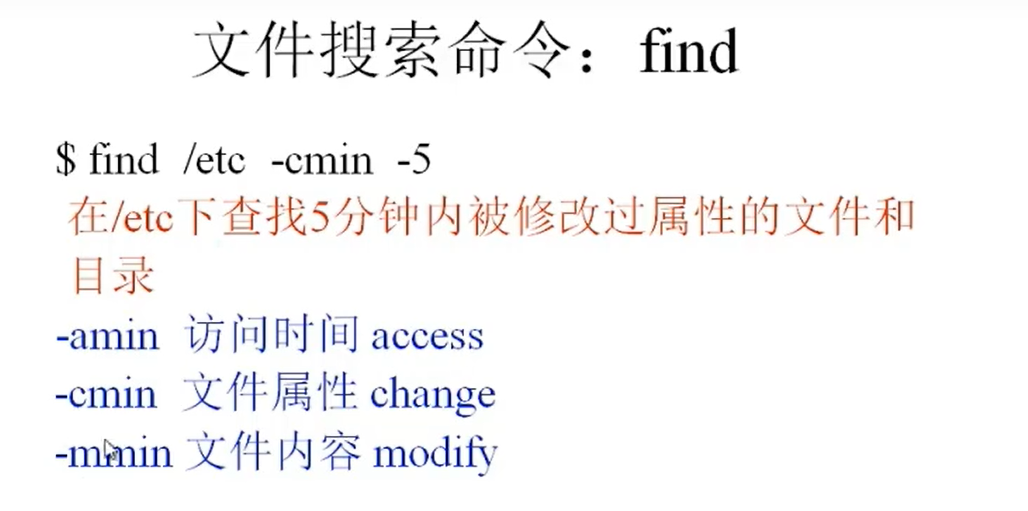 文件搜索命令：find
$ find /etc -cmin -5
在/etc下查找5分钟内被修改过属性的文件和
目录
-amin 访问时间 access
-cmin 文件属性 change
-mmin 文件内容 modify